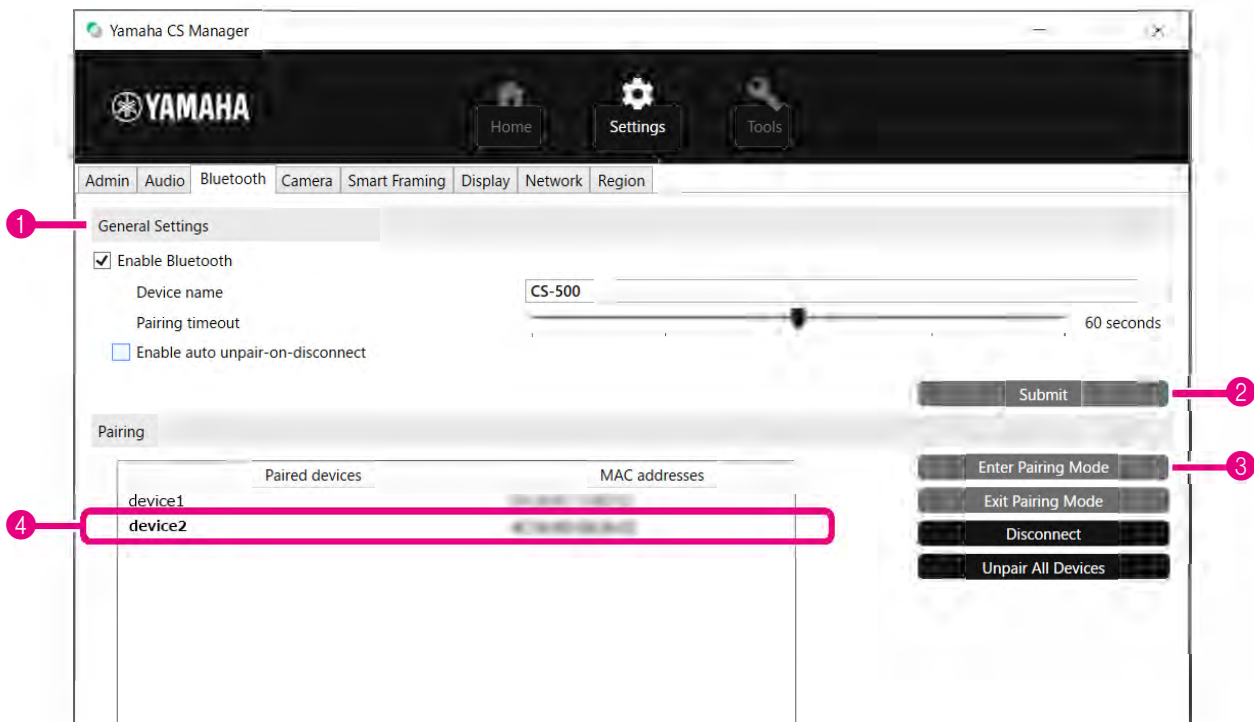 Yamaha CS Manager
YAMAHA
Home Settings Tools
Admin Audio Bluetooth Camera Smart Framing Display Network Region
1 General Settings
Enable Bluetooth
Device name CS-500
Pairing timeout 60 seconds
Enable auto unpair-on-disconnect
Submit 2
Pairing
Paired devices MAC addresses Enter Pairing Mode 3
device1 Exit Pairing Mode
4 device2 Disconnect
Unpair All Devices